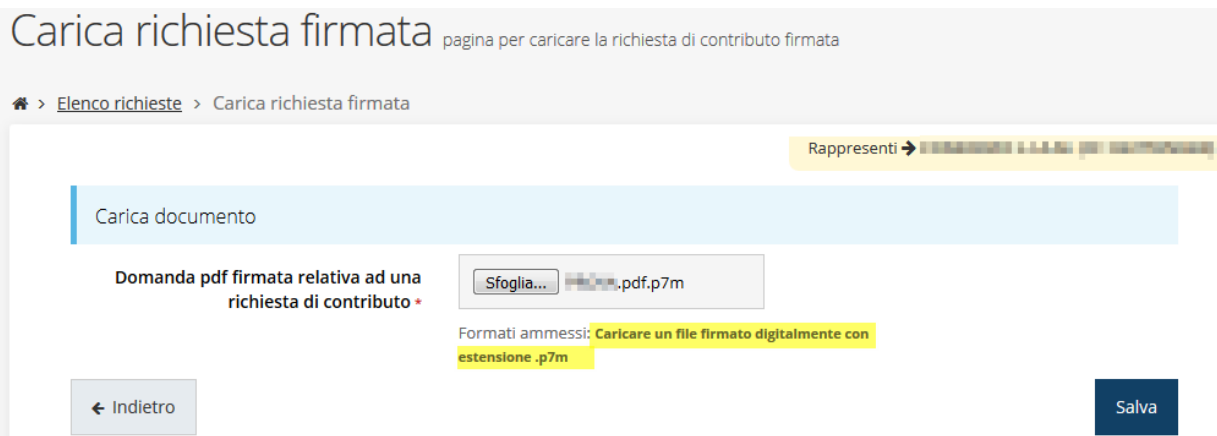 Carica richiesta firmata pagina per caricare la richiesta di contributo firmata
> Elenco richieste > Carica richiesta firmata
Rappresenti →
Carica documento
Domanda pdf firmata relativa ad una
richiesta di contributo *
Sfoglia... .pdf.p7m
Formati ammessi: Caricare un file firmato digitalmente con
estensione .p7m
← Indietro
Salva